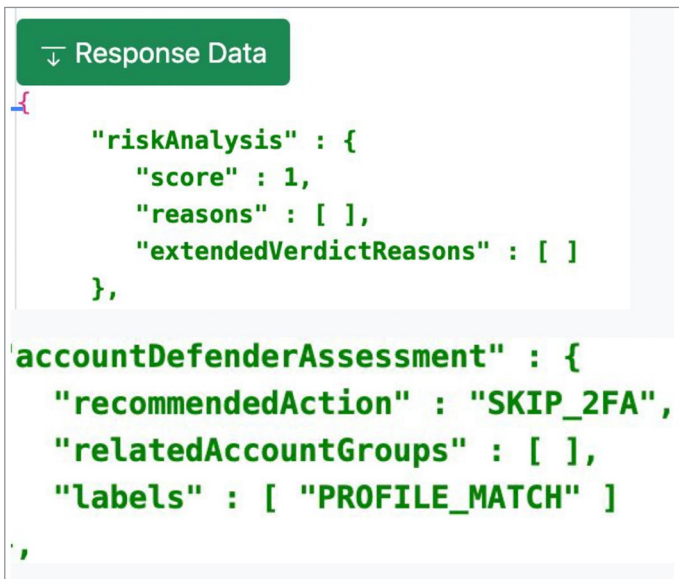 Response Data
{
"riskAnalysis" : {
"score" : 1,
"reasons" : [ ],
"extendedVerdictReasons" : [ ]
},
"accountDefenderAssessment" : {
"recommendedAction" : "SKIP_2FA",
"relatedAccountGroups" : [ ],
"labels" : [ "PROFILE_MATCH" ]
,